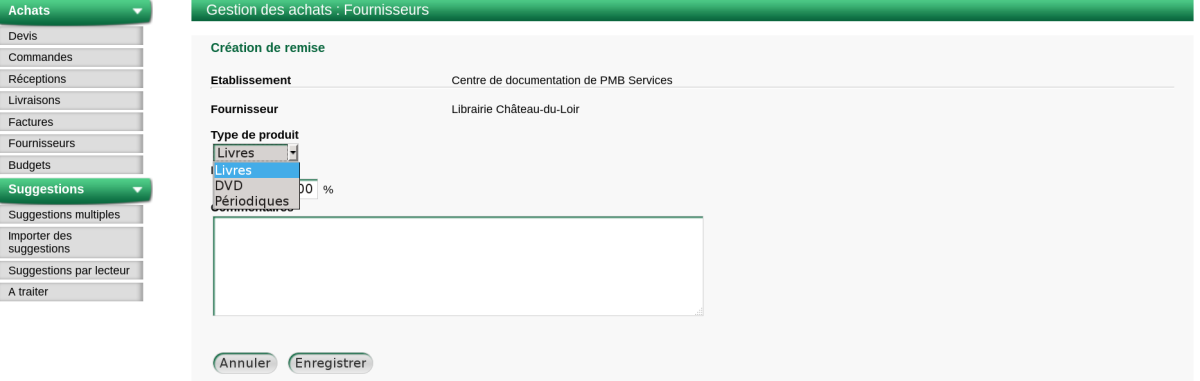 Achats
Devis
Commandes
Réceptions
Livraisons
Factures
Fournisseurs
Budgets
Suggestions
Suggestions multiples
Importer des
suggestions
Suggestions par lecteur
A traiter
Gestion des achats : Fournisseurs
Création de remise
Etablissement Centre de documentation de PMB Services
Fournisseur Librairie Château-du-Loir
Type de produit
Livres
Livres
DVD
00 %
Périodiques
Commentaires
Annuler Enregistrer